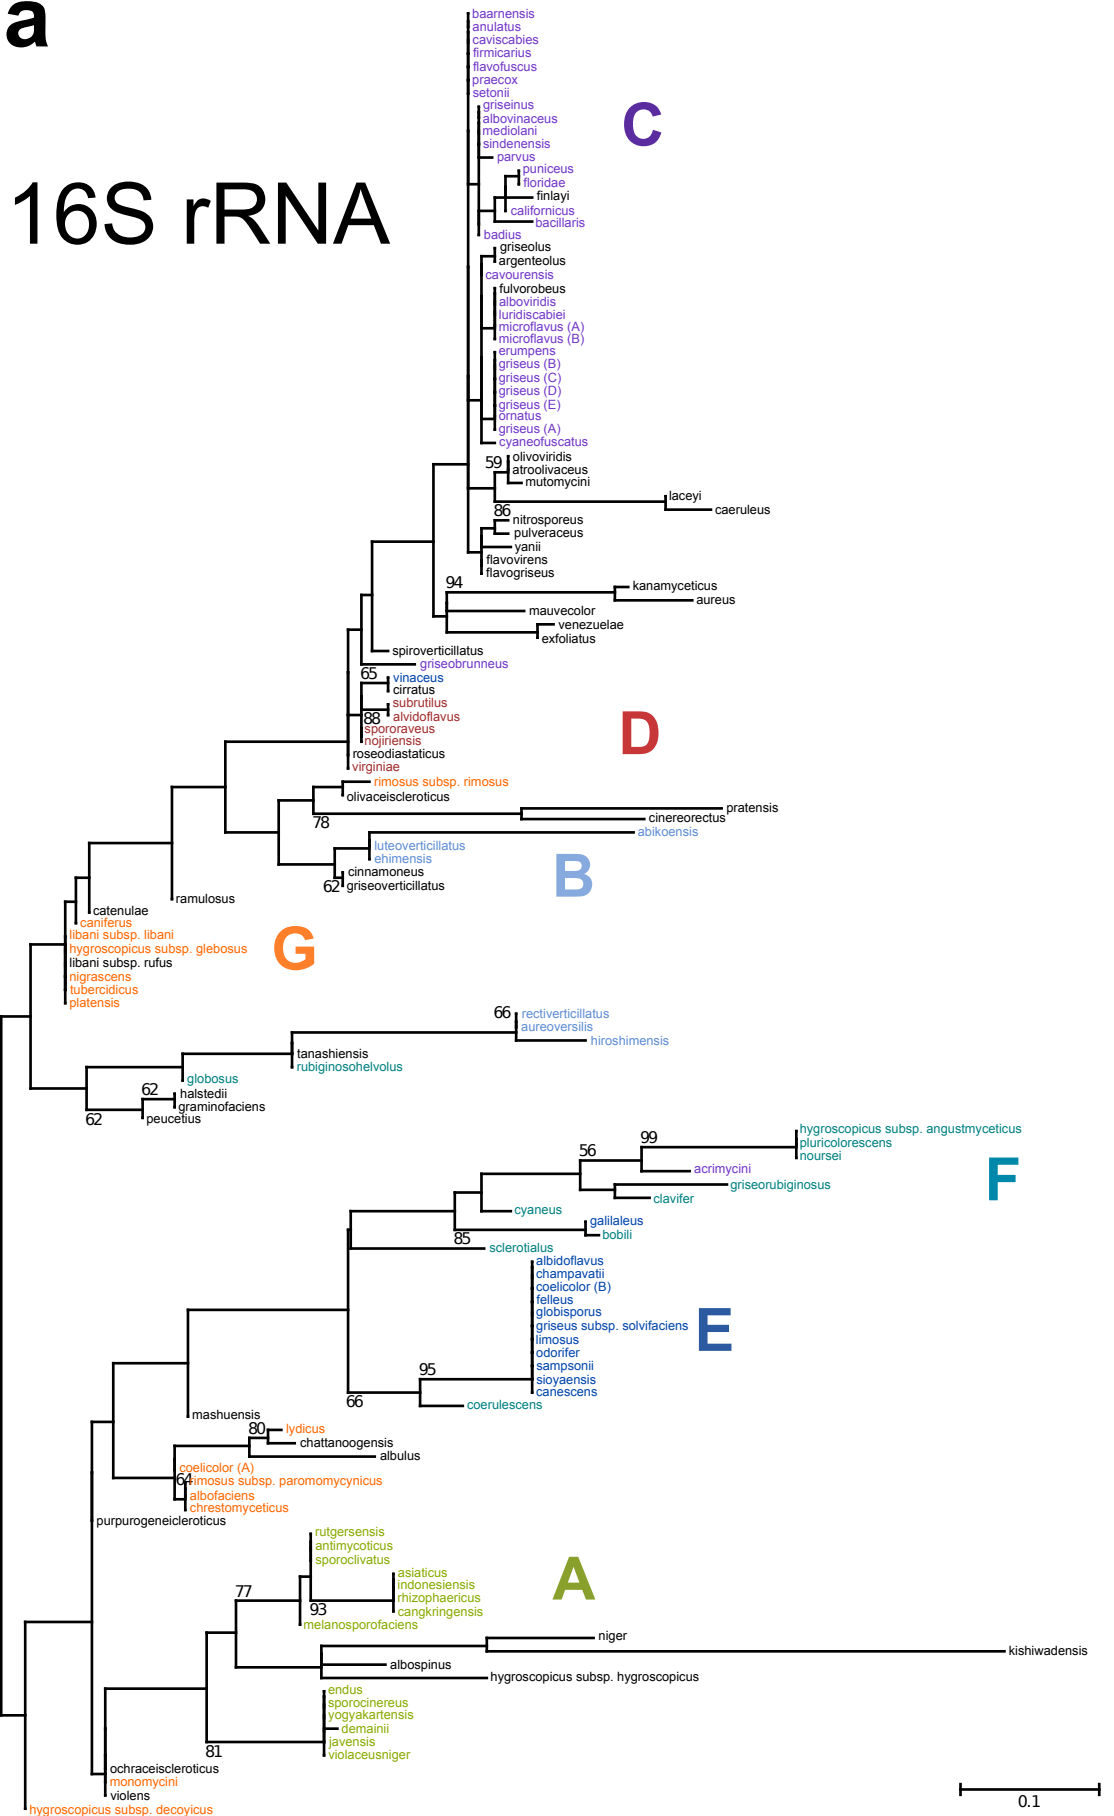 a
16S rRNA
baarnensis
anulatus
caviscabies
firmicarius
flavofuscus
praecox
setonii
griseinus
albovinaceus
mediolani
sindenensis
parvus
C
puniceus
floridae
finlayi
californicus
bacillaris
badius
griseolus
argenteolus
cavourensis
fulvorobeus
alboviridis
luridiscabiei
microflavus (A)
microflavus (B)
erumpens
griseus (B)
griseus (C)
griseus (D)
griseus (E)
ornatus
griseus (A)
cyaneofuscatus
59
olivoviridis
atroolivaceus
mutomycini
laceyi
caeruleus
86
nitrosporeus
pulveraceus
yanii
flavovirens
flavogriseus
94
kanamyceticus
aureus
mauvecolor
venezuelae
exfoliatus
spiroverticillatus
griseobrunneus
65
vinaceus
cirratus
subrutilus
88
alvidoflavus
spororaveus
nojiriensis
D
roseodiastaticus
virginiae
rimosus subsp. rimosus
olivaceiscleroticus
78
pratensis
cinereorectus
abikoensis
luteoverticillatus
ehimensis
B
cinnamoneus
62
griseoverticillatus
ramulosus
catenulae
caniferus
libani subsp. libani
hygroscopicus subsp. glebosus
G
libani subsp. rufus
nigrascens
tubercidicus
platensis
66
rectiverticillatus
aureoversilis
hiroshimensis
tanashiensis
rubiginosohelvolus
globosus
62
halstedii
graminofaciens
62
peucetius
hygroscopicus subsp. angustmyceticus
99
pluricolorescens
noursei
56
acrimycini
F
griseorubiginosus
clavifer
cyaneus
galilaleus
bobili
85
sclerotialus
albidoflavus
champavatii
coelicolor (B)
felleus
globisporus
griseus subsp. solvifaciens
E
limosus
odorifer
sampsonii
95
sioyaensis
canescens
66
coerulescens
mashuensis
80
lydicus
chattanoogensis
albulus
coelicolor (A)
64
rimosus subsp. paromomycynicus
albofaciens
chrestomyceticus
purpurogeneicleroticus
rutgersensis
antimycoticus
sporoclivatus
A
asiaticus
indonesiensis
77
rhizophaericus
93
cangkringensis
melanosporofaciens
niger
kishiwadensis
albospinus
hygroscopicus subsp. hygroscopicus
endus
sporocinereus
yogyakartensis
demainii
javensis
81
violaceusniger
ochraceiscleroticus
monomycini
violens
hygroscopicus subsp. decoyicus
0.1